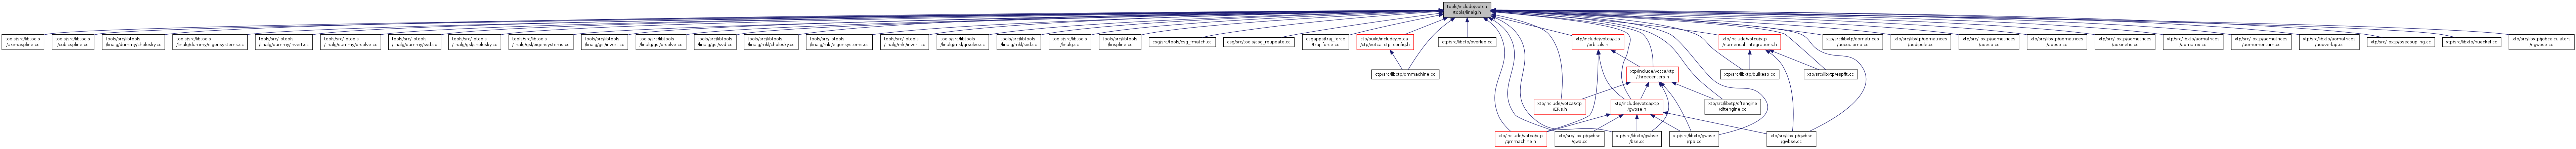 tools/include/votca
/tools/linalg.h
tools/src/libtools
/akimaspline.cc
tools/src/libtools
/cubicspline.cc
tools/src/libtools
/linalg/dummy/cholesky.cc
tools/src/libtools
/linalg/dummy/eigensystems.cc
tools/src/libtools
/linalg/dummy/invert.cc
tools/src/libtools
/linalg/dummy/qrsolve.cc
tools/src/libtools
/linalg/dummy/svd.cc
tools/src/libtools
/linalg/gsl/cholesky.cc
tools/src/libtools
/linalg/gsl/eigensystems.cc
tools/src/libtools
/linalg/gsl/invert.cc
tools/src/libtools
/linalg/gsl/qrsolve.cc
tools/src/libtools
/linalg/gsl/svd.cc
tools/src/libtools
/linalg/mkl/cholesky.cc
tools/src/libtools
/linalg/mkl/eigensystems.cc
tools/src/libtools
/linalg/mkl/invert.cc
tools/src/libtools
/linalg/mkl/qrsolve.cc
tools/src/libtools
/linalg/mkl/svd.cc
tools/src/libtools
/linalg.cc
tools/src/libtools
/linspline.cc
csg/src/tools/csg_fmatch.cc
csg/src/tools/csg_reupdate.cc
csgapps/traj_force
/traj_force.cc
ctp/build/include/votca
/ctp/votca_ctp_config.h
ctp/src/libctp/overlap.cc
xtp/include/votca/xtp
/orbitals.h
xtp/include/votca/xtp
/numerical_integrations.h
xtp/src/libxtp/aomatrices
/aocoulomb.cc
xtp/src/libxtp/aomatrices
/aodipole.cc
xtp/src/libxtp/aomatrices
/aoecp.cc
xtp/src/libxtp/aomatrices
/aoesp.cc
xtp/src/libxtp/aomatrices
/aokinetic.cc
xtp/src/libxtp/aomatrices
/aomatrix.cc
xtp/src/libxtp/aomatrices
/aomomentum.cc
xtp/src/libxtp/aomatrices
/aooverlap.cc
xtp/src/libxtp/bsecoupling.cc
xtp/src/libxtp/hueckel.cc
xtp/src/libxtp/jobcalculators
/egwbse.cc
ctp/src/libctp/qmmachine.cc
xtp/include/votca/xtp
/threecenters.h
xtp/src/libxtp/bulkesp.cc
xtp/src/libxtp/espfit.cc
xtp/include/votca/xtp
/ERIs.h
xtp/include/votca/xtp
/gwbse.h
xtp/src/libxtp/dftengine
/dftengine.cc
xtp/include/votca/xtp
/qmmachine.h
xtp/src/libxtp/gwbse
/gwa.cc
xtp/src/libxtp/gwbse
/bse.cc
xtp/src/libxtp/gwbse
/rpa.cc
xtp/src/libxtp/gwbse
/gwbse.cc